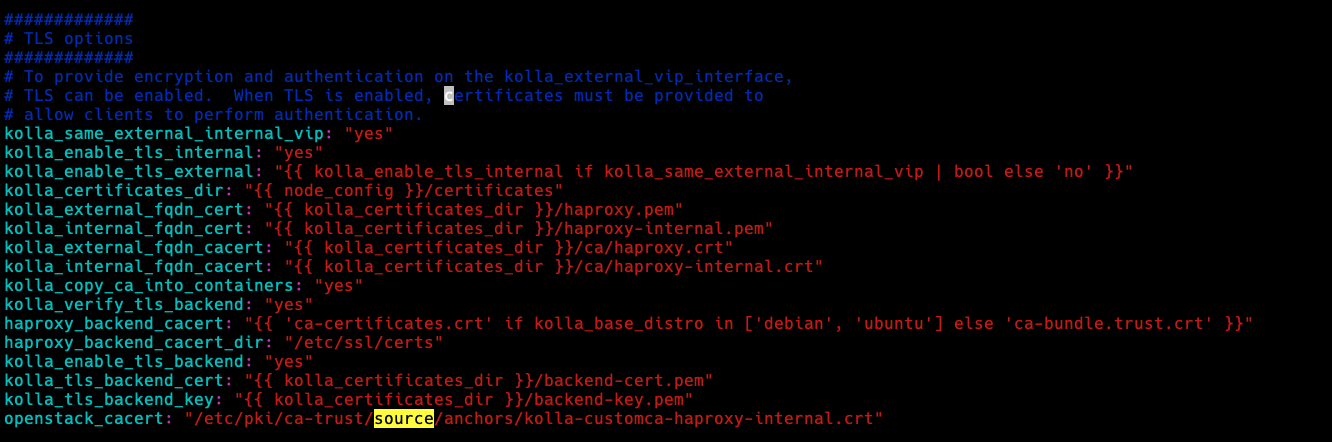 #############
# TLS options
#############
# To provide encryption and authentication on the kolla_external_vip_interface,
# TLS can be enabled.  When TLS is enabled, certificates must be provided to
# allow clients to perform authentication.
kolla_same_external_internal_vip: "yes"
kolla_enable_tls_internal: "yes"
kolla_enable_tls_external: "{{ kolla_enable_tls_internal if kolla_same_external_internal_vip | bool else 'no' }}"
kolla_certificates_dir: "{{ node_config }}/certificates"
kolla_external_fqdn_cert: "{{ kolla_certificates_dir }}/haproxy.pem"
kolla_internal_fqdn_cert: "{{ kolla_certificates_dir }}/haproxy-internal.pem"
kolla_external_fqdn_cacert: "{{ kolla_certificates_dir }}/ca/haproxy.crt"
kolla_internal_fqdn_cacert: "{{ kolla_certificates_dir }}/ca/haproxy-internal.crt"
kolla_copy_ca_into_containers: "yes"
kolla_verify_tls_backend: "yes"
haproxy_backend_cacert: "{{ 'ca-certificates.crt' if kolla_base_distro in ['debian', 'ubuntu'] else 'ca-bundle.trust.crt' }}"
haproxy_backend_cacert_dir: "/etc/ssl/certs"
kolla_enable_tls_backend: "yes"
kolla_tls_backend_cert: "{{ kolla_certificates_dir }}/backend-cert.pem"
kolla_tls_backend_key: "{{ kolla_certificates_dir }}/backend-key.pem"
openstack_cacert: "/etc/pki/ca-trust/source/anchors/kolla-customca-haproxy-internal.crt"